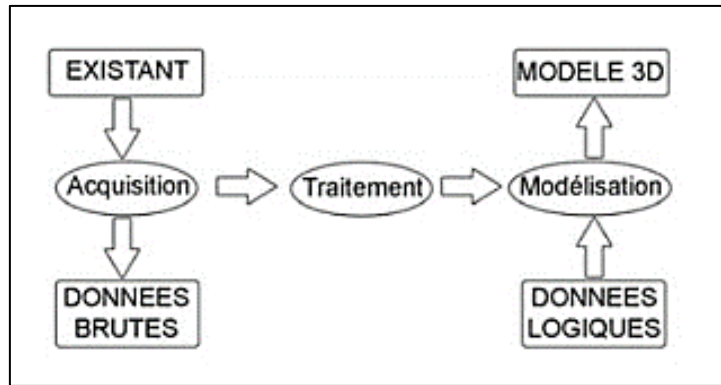 EXISTANT
MODELE 3D
Acquisition
Traitement
Modélisation
DONNEES
BRUTES
DONNEES
LOGIQUES